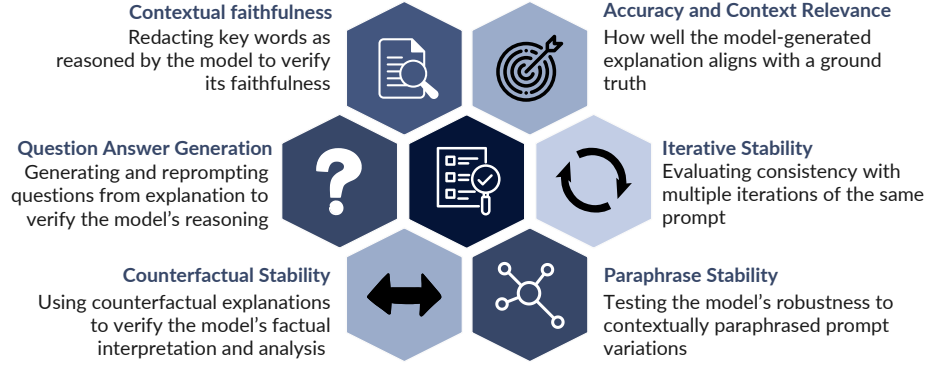 Contextual faithfulness
Redacting key words as
reasoned by the model to verify
its faithfulness
Accuracy and Context Relevance
How well the model-generated
explanation aligns with a ground
truth
Question Answer Generation
Generating and reprompting
questions from explanation to
verify the model's reasoning
Iterative Stability
Evaluating consistency with
multiple iterations of the same
prompt
Counterfactual Stability
Using counterfactual explanations
to verify the model's factual
interpretation and analysis
Paraphrase Stability
Testing the model's robustness to
contextually paraphrased prompt
variations